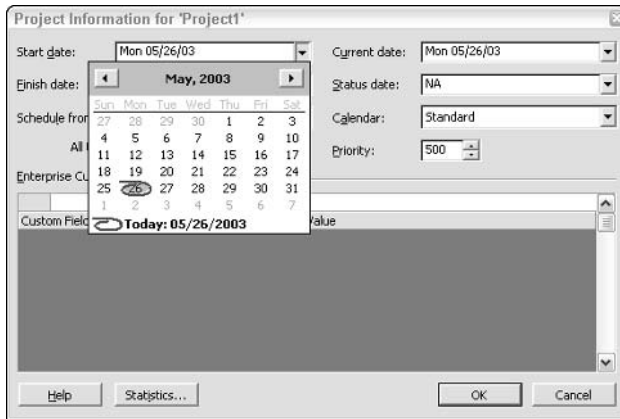 Project Information for 'Project1'
Start date: Mon 05/26/03 Current date: Mon 05/26/03
Finish date: May, 2003 Status date: NA
Sun Mon Tue Wed Thu Fri Sat
Schedule from 27 28 29 30 1 2 3 Calendar: Standard
4 5 6 7 8 9 10
All 11 12 13 14 15 16 17 Priority: 500
18 19 20 21 22 23 24
Enterprise Cu 25 26 27 28 29 30 31
1 2 3 4 5 6 7
Custom Field Today: 05/26/2003 Value
Help Statistics... OK Cancel